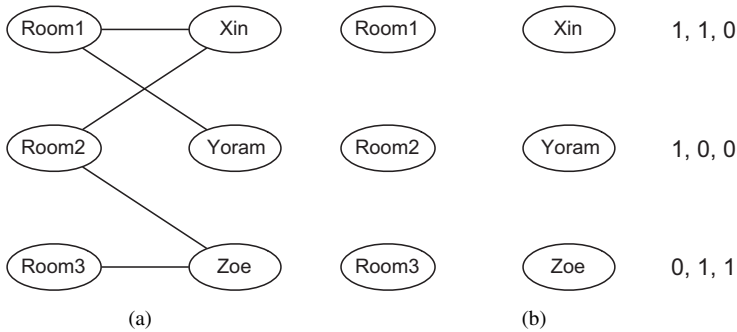 Room1 Xin Room1 Xin 1, 1, 0
Room2 Yoram Room2 Yoram 1, 0, 0
Room3 Zoe Room3 Zoe 0, 1, 1
(a) (b)